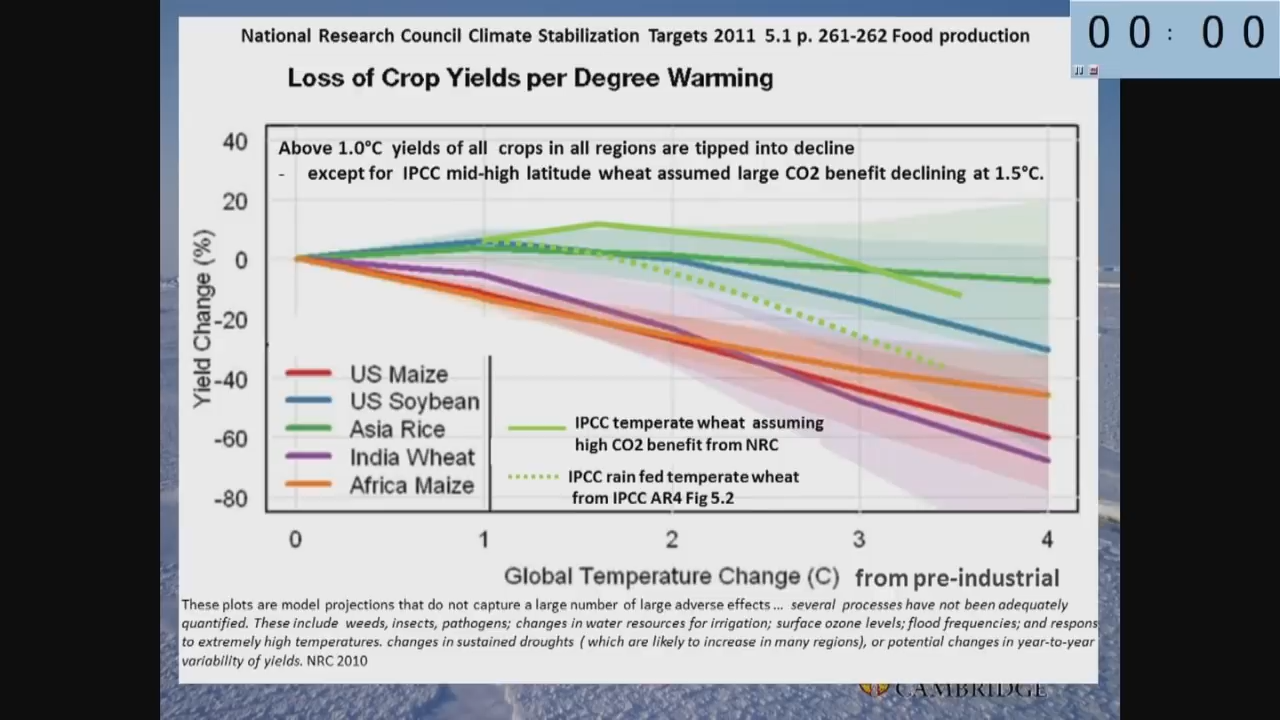 National Research Council Climate Stabilization Targets 2011 5.1 p. 261-262 Food production
00:00
Loss of Crop Yields per Degree Warming
Above 1.0°C yields of all crops in all regions are tipped into decline
- except for IPCC mid-high latitude wheat assumed large CO2 benefit declining at 1.5°C.
40
20
0
-20
-40
-60
-80
Yield Change (%)
US Maize
US Soybean
Asia Rice
India Wheat
Africa Maize
IPCC temperate wheat assuming
high CO2 benefit from NRC
IPCC rain fed temperate wheat
from IPCC AR4 Fig 5.2
0 1 2 3 4
Global Temperature Change (C) from pre-industrial
These plots are model projections that do not capture a large number of large adverse effects ... several processes have not been adequately
quantified. These include weeds, insects, pathogens; changes in water resources for irrigation; surface ozone levels; flood frequencies; and respons
to extremely high temperatures. changes in sustained droughts ( which are likely to increase in many regions), or potential changes in year-to-year
variability of yields. NRC 2010
CAMBRIDGE